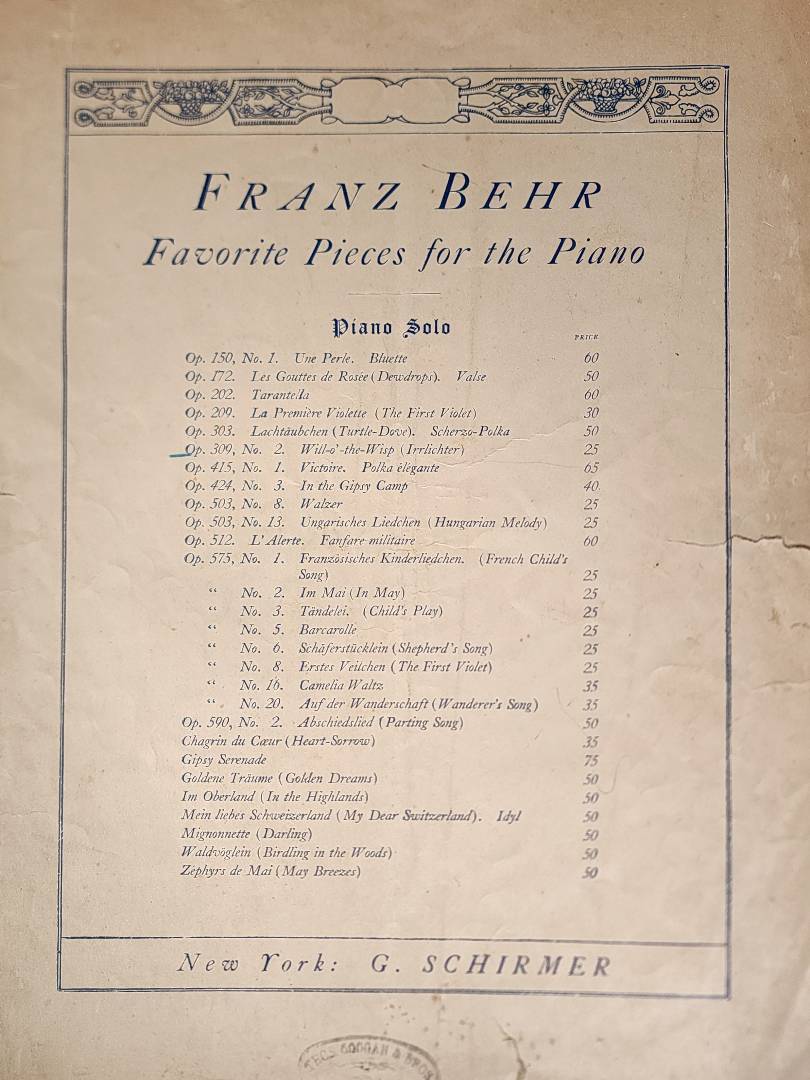 FRANZ BEHR
Favorite Pieces for the Piano
Piano Solo
PRICE
Op. 150, No. 1. Une Perle. Bluette 60
Op. 172. Les Gouttes de Rosée (Dewdrops). Valse 50
Op. 202. Tarantella 60
Op. 209. La Première Violette (The First Violet) 30
Op. 303. Lachtäubchen (Turtle-Dove). Scherzo-Polka 50
Op. 309, No. 2. Will-o'-the-Wisp (Irrlichter) 25
Op. 415, No. 1. Victoire. Polka élégante 65
Op. 424, No. 3. In the Gipsy Camp 40
Op. 503, No. 8. Walzer 25
Op. 503, No. 13. Ungarisches Liedchen (Hungarian Melody) 25
Op. 512. L'Alerte. Fanfare militaire 60
Op. 575, No. 1. Französisches Kinderliedchen. (French Child's
Song) 25
“ No. 2. Im Mai (In May) 25
“ No. 3. Tändelei. (Child's Play) 25
“ No. 5. Barcarolle 25
“ No. 6. Schäferstücklein (Shepherd's Song) 25
“ No. 8. Erstes Veilchen (The First Violet) 25
“ No. 16. Camelia Waltz 35
“ No. 20. Auf der Wanderschaft (Wanderer's Song) 35
Op. 590, No. 2. Abschiedslied (Parting Song) 50
Chagrin du Cœur (Heart-Sorrow) 35
Gipsy Serenade 75
Goldene Träume (Golden Dreams) 50
Im Oberland (In the Highlands) 50
Mein liebes Schweizerland (My Dear Switzerland). Idyl 50
Mignonnette (Darling) 50
Waldvöglein (Birdling in the Woods) 50
Zéphyrs de Mai (May Breezes) 50
New York: G. SCHIRMER
& BROS